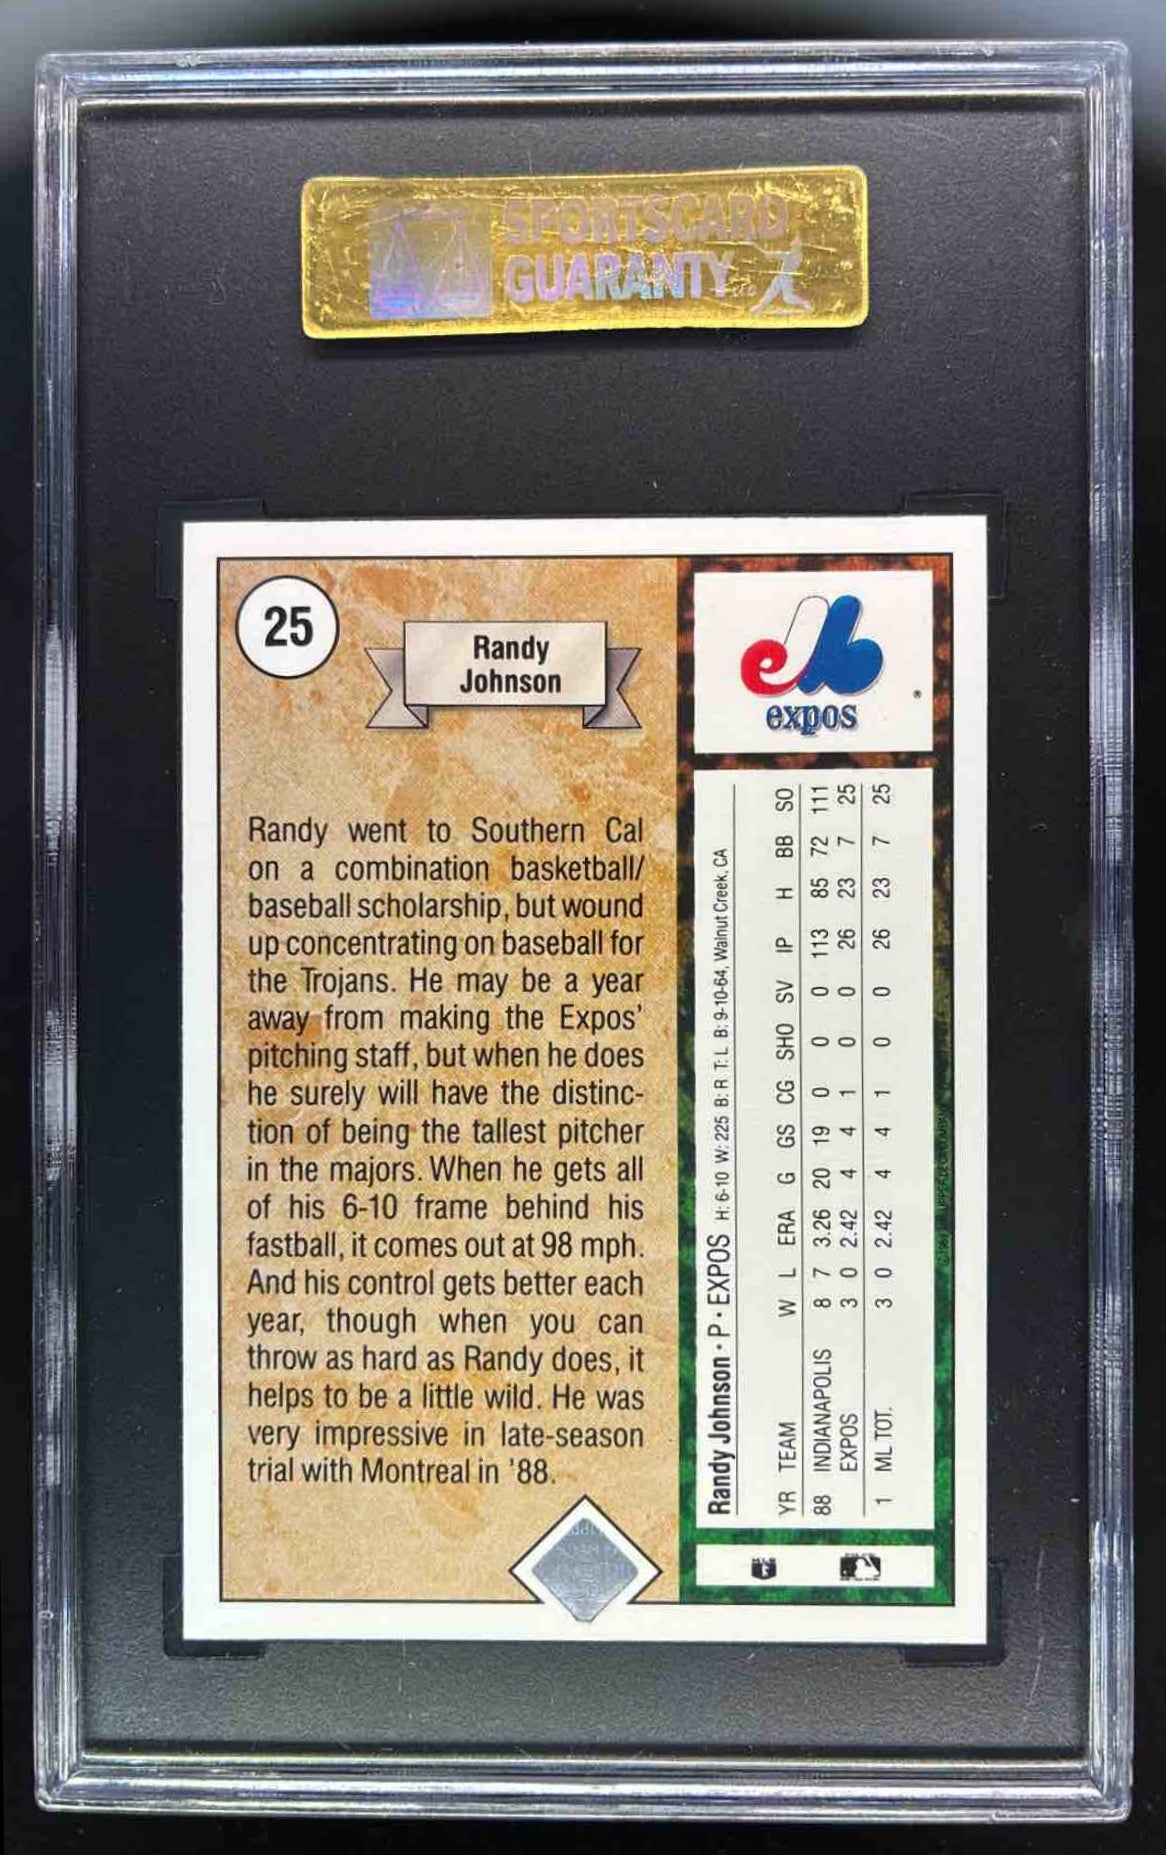 SPORTSCARD
GUARANTY
25
Randy
Johnson
expos
®
Randy went to Southern Cal
on a combination basketball/
baseball scholarship, but wound
up concentrating on baseball for
the Trojans. He may be a year
away from making the Expos'
pitching staff, but when he does
he surely will have the distinc-
tion of being the tallest pitcher
in the majors. When he gets all
of his 6-10 frame behind his
fastball, it comes out at 98 mph.
And his control gets better each
year, though when you can
throw as hard as Randy does, it
helps to be a little wild. He was
very impressive in late-season
trial with Montreal in '88.
Randy Johnson • P • EXPOS H: 6-10 W: 225 B: R T: L B: 9-10-64, Walnut Creek, CA
YR TEAM W L ERA G GS CG SHO SV IP H BB SO
88 INDIANAPOLIS 8 7 3.26 20 19 0 0 0 113 85 72 111
EXPOS 3 0 2.42 4 4 1 0 0 26 23 7 25
1 ML TOT. 3 0 2.42 4 4 1 0 0 26 23 7 25